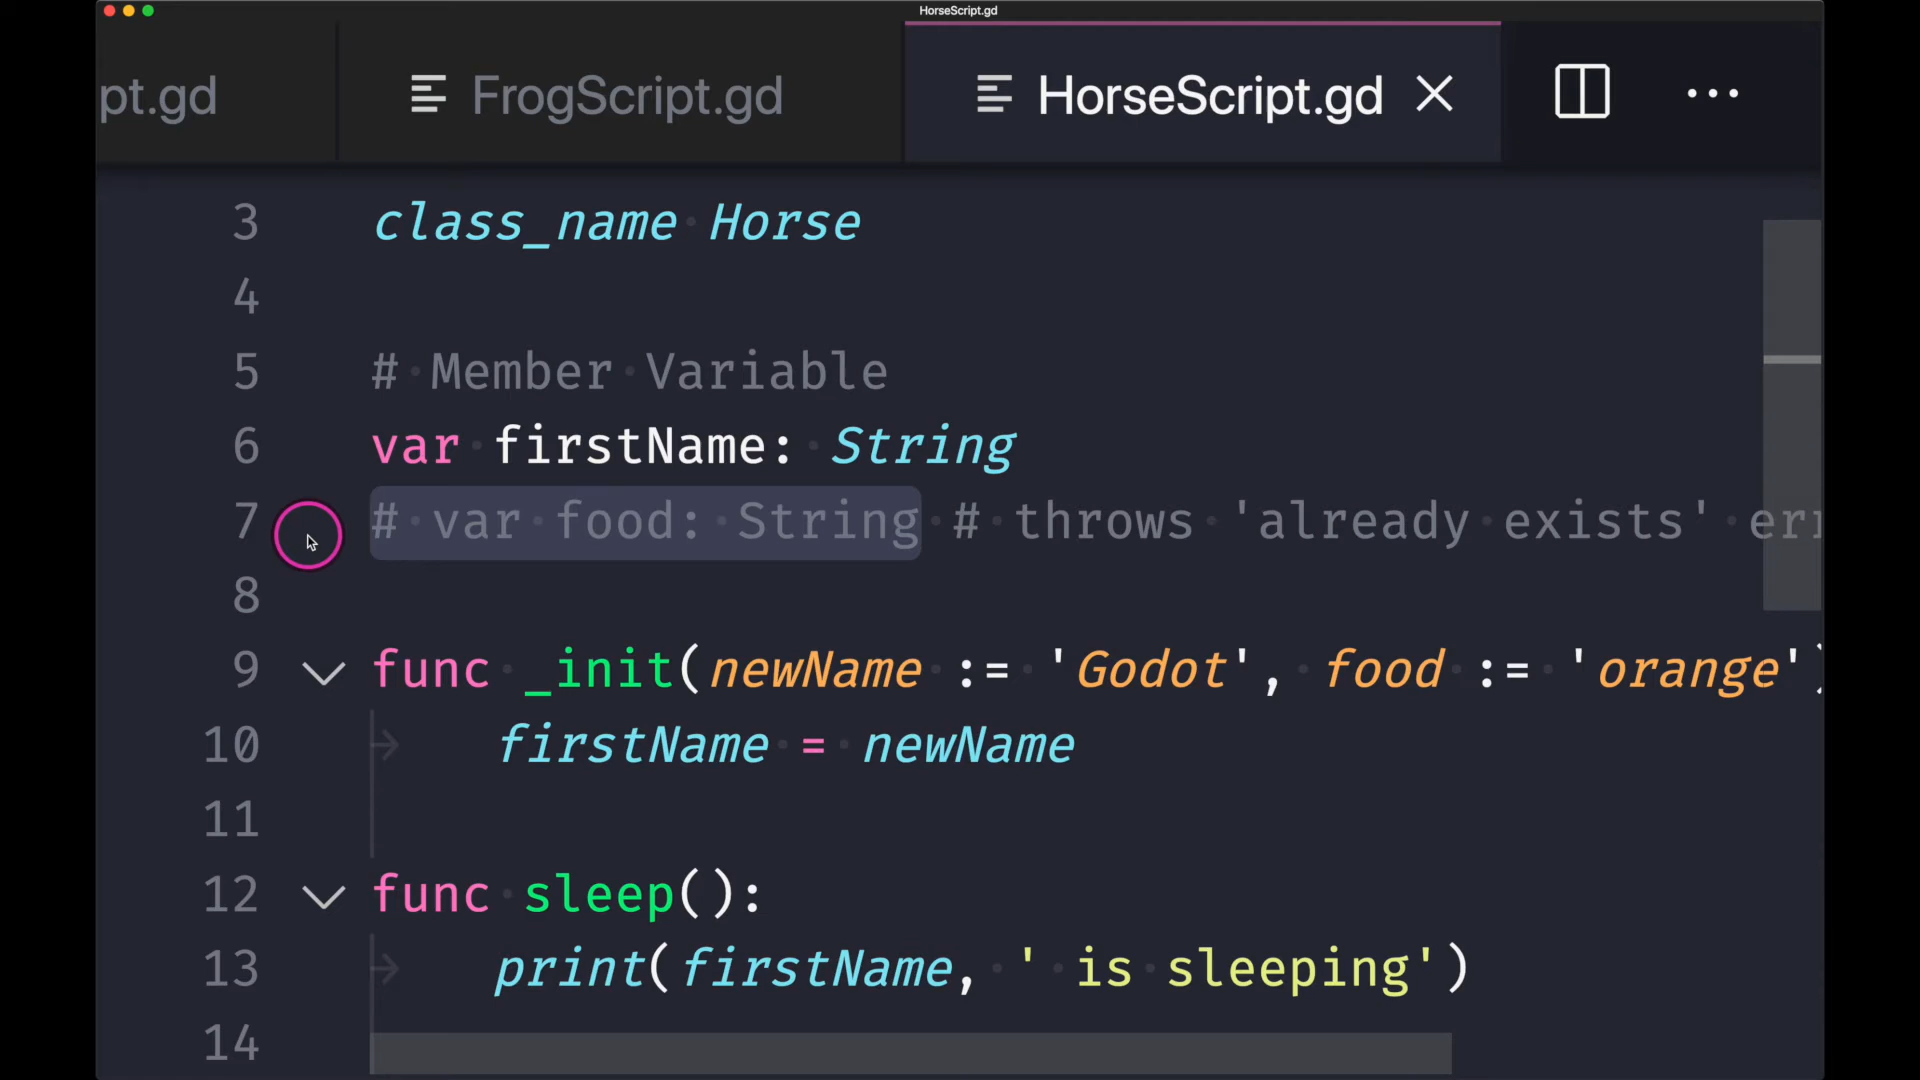 HorseScript.gd
pt.gd FrogScript.gd HorseScript.gd
3 class_name Horse
4
5 # Member Variable
6 var firstName: String
7 # var food: String # throws 'already exists' err
8
9 func _init(newName := 'Godot', food := 'orange')
10 firstName = newName
11
12 func sleep():
13 print(firstName, ' is sleeping')
14